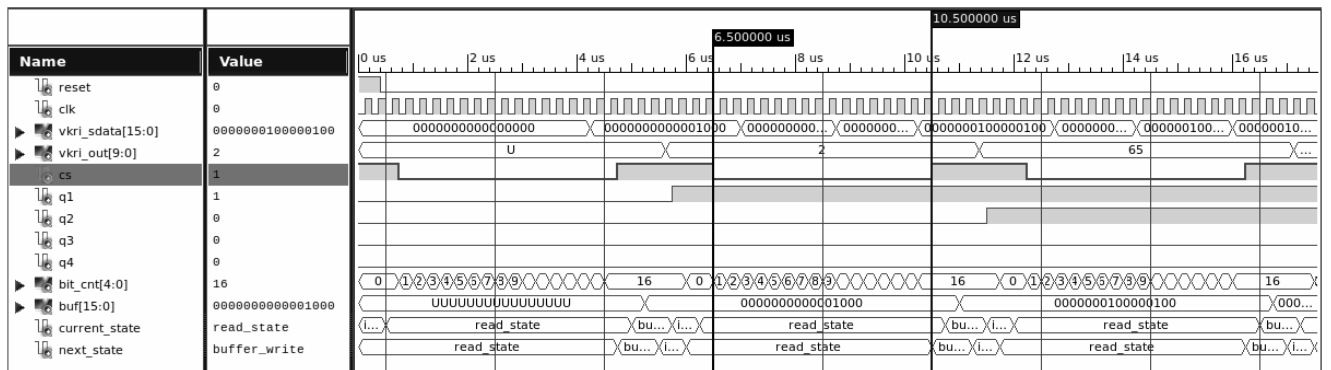 10.500000 us
6.500000 us
Name Value 0 us 2 us 4 us 6 us 8 us 10 us 12 us 14 us 16 us
reset 0
clk 0
vkri_sdata[15:0] 0000000100000100 0000000000000000 0000000000001000 000000000... 0000000... 0000000100000100 0000000... 000000100... 00000010...
vkri_out[9:0] 2 U 2 65 ...
cs 1
q1 1
q2 0
q3 0
q4 0
bit_cnt[4:0] 16 0 1 2 3 4 5 6 7 8 9 16 0 1 2 3 4 5 6 7 8 9 16 0 1 2 3 4 5 6 7 8 9 16
buf[15:0] 0000000000001000 UUUUUUUUUUUUUUUU 0000000000001000 0000000100000100 000...
current_state read_state i... read_state bu... i... read_state bu... i... read_state bu...
next_state buffer_write read_state bu... i... read_state bu... i... read_state bu... i...